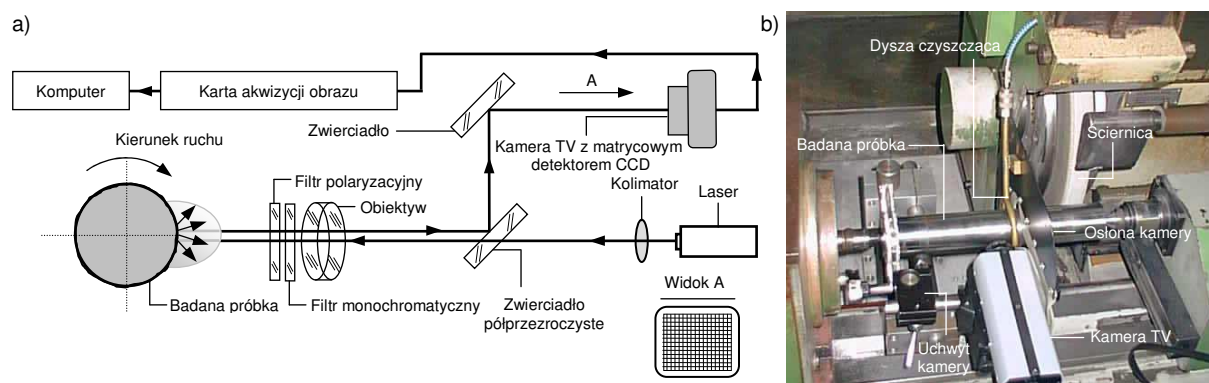 a)
Komputer
Karta akwizycji obrazu
A
Zwierciadło
Kamera TV z matrycowym
detektorem CCD
Kierunek ruchu
Filtr polaryzacyjny
Obiektyw
Kolimator
Laser
Badana próbka
Filtr monochromatyczny
Zwierciadło
półprzezroczyste
Widok A
b)
Dysza czyszcząca
Ściernica
Badana próbka
Osłona kamery
Uchwyt
kamery
Kamera TV